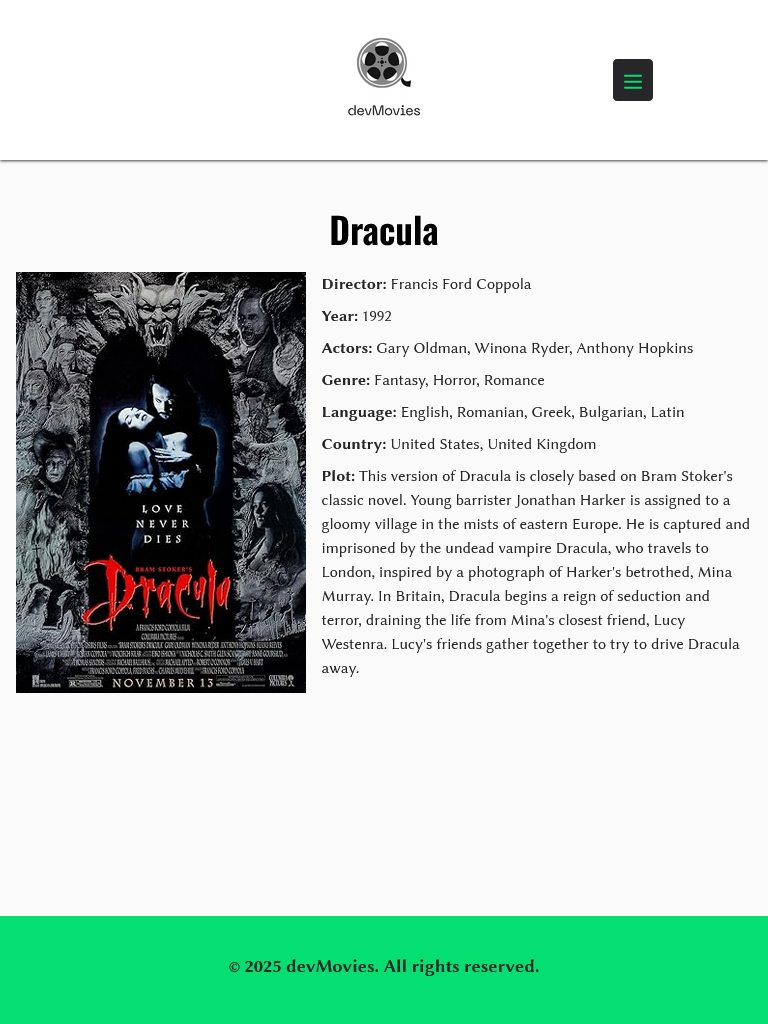 devMovies
Dracula
Director: Francis Ford Coppola
Year: 1992
Actors: Gary Oldman, Winona Ryder, Anthony Hopkins
Genre: Fantasy, Horror, Romance
Language: English, Romanian, Greek, Bulgarian, Latin
Country: United States, United Kingdom
Plot: This version of Dracula is closely based on Bram Stoker's
classic novel. Young barrister Jonathan Harker is assigned to a
gloomy village in the mists of eastern Europe. He is captured and
imprisoned by the undead vampire Dracula, who travels to
London, inspired by a photograph of Harker's betrothed, Mina
Murray. In Britain, Dracula begins a reign of seduction and
terror, draining the life from Mina's closest friend, Lucy
Westenra. Lucy's friends gather together to try to drive Dracula
away.
LOVE
NEVER
DIES
BRAM STOKER'S
Dracula
A FRANCIS FORD COPPOLA FILM
NOVEMBER 13
© 2025 devMovies. All rights reserved.